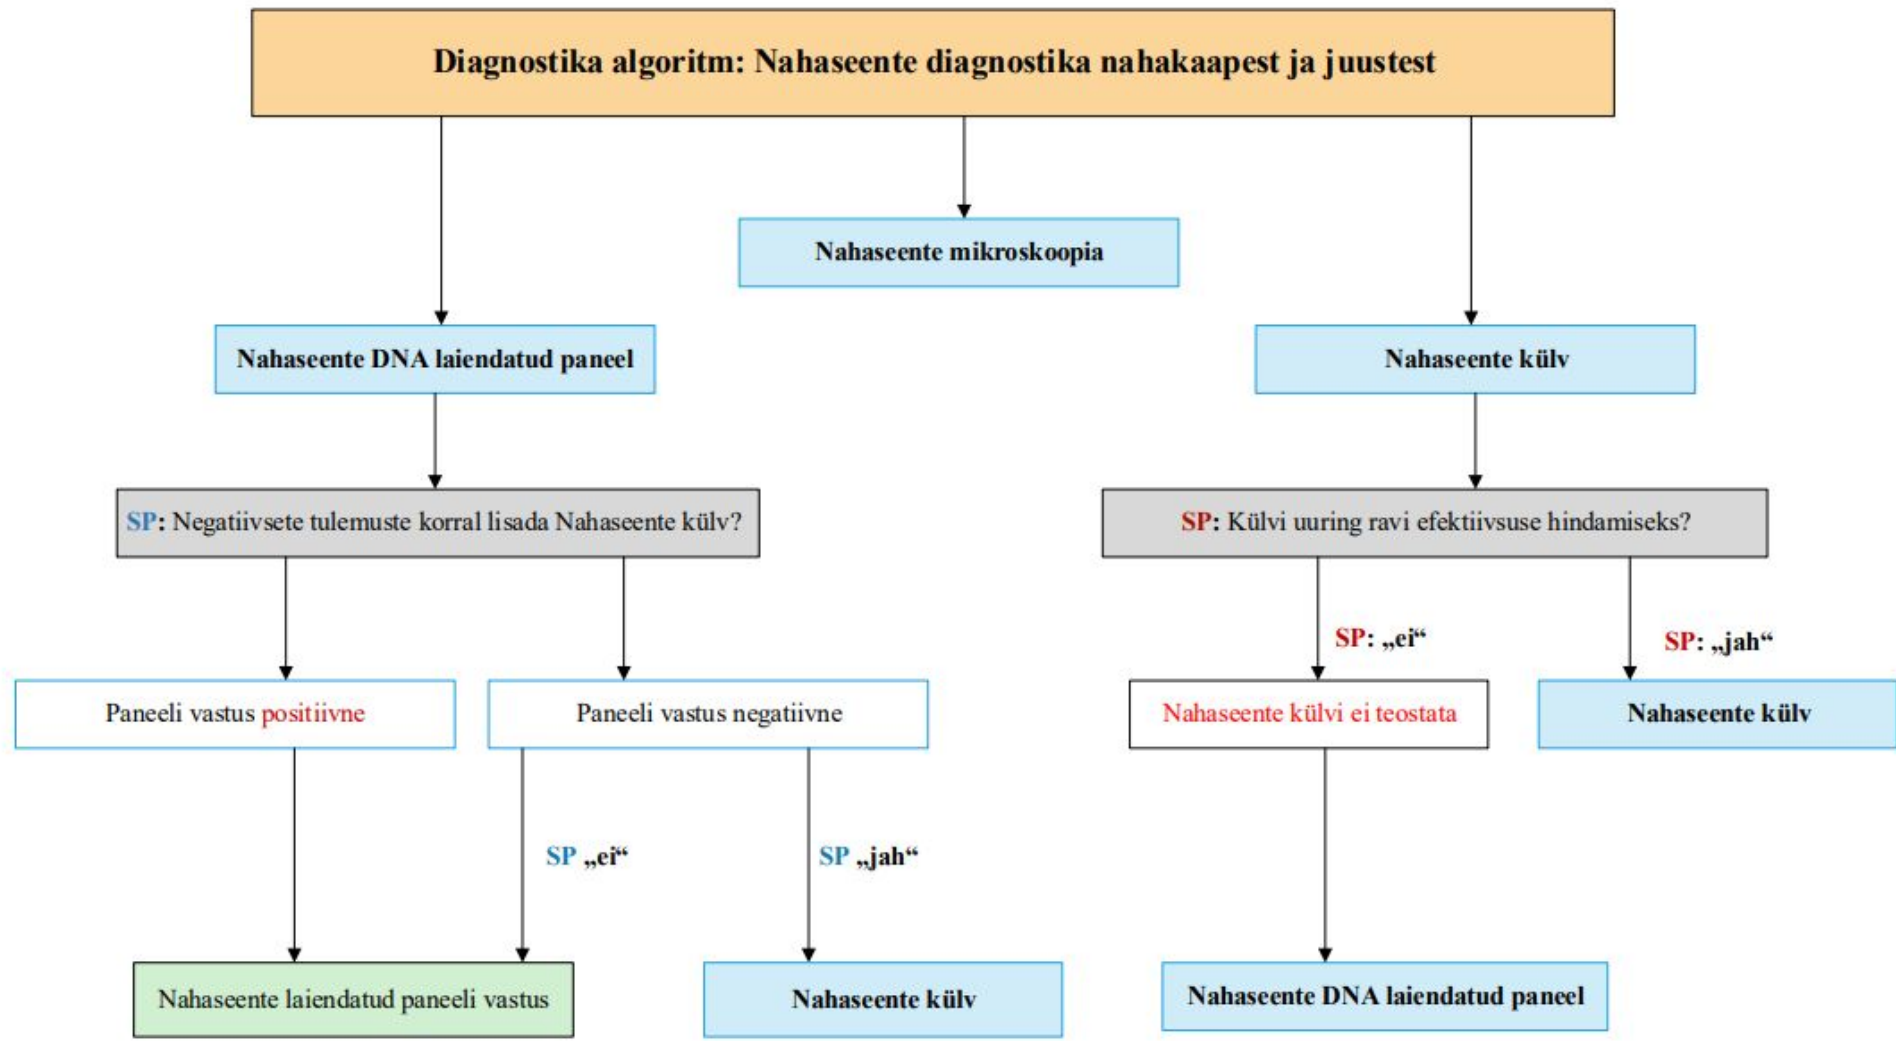 Diagnostika algoritm: Nahaseente diagnostika nahakaapest ja juustest
Nahaseente mikroskoopia
Nahaseente DNA laiendatud paneel
Nahaseente külv
SP: Negatiivsete tulemuste korral lisada Nahaseente külv?
SP: Külvi uuring ravi efektiivsuse hindamiseks?
SP: „ei“
SP: „jah“
Paneeli vastus positiivne
Paneeli vastus negatiivne
Nahaseente külvi ei teostata
Nahaseente külv
SP „ei“
SP „jah“
Nahaseente laiendatud paneeli vastus
Nahaseente külv
Nahaseente DNA laiendatud paneel